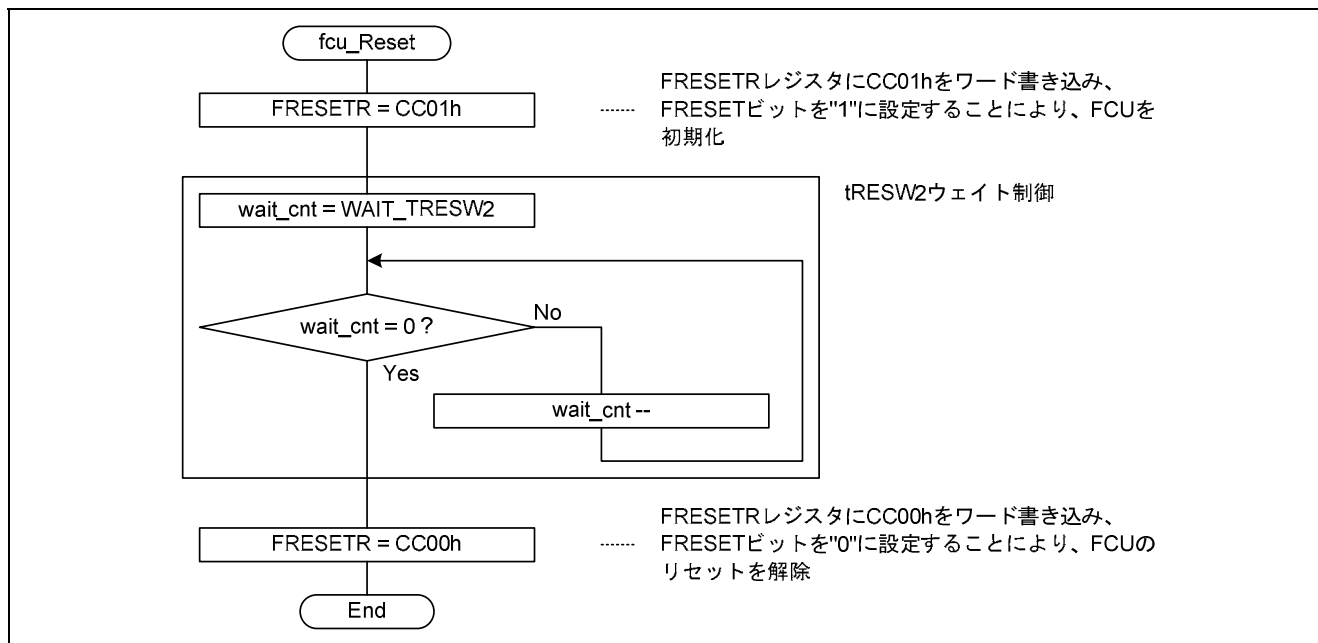 fcu_Reset
FRESETR = CC01h
FRESETRレジスタにCC01hをワード書き込み、
FRESETビットを"1"に設定することにより、FCUを
初期化
tRESW2ウェイト制御
wait_cnt = WAIT_TRESW2
wait_cnt = 0 ?
No
Yes
wait_cnt --
FRESETR = CC00h
FRESETRレジスタにCC00hをワード書き込み、
FRESETビットを"0"に設定することにより、FCUの
リセットを解除
End